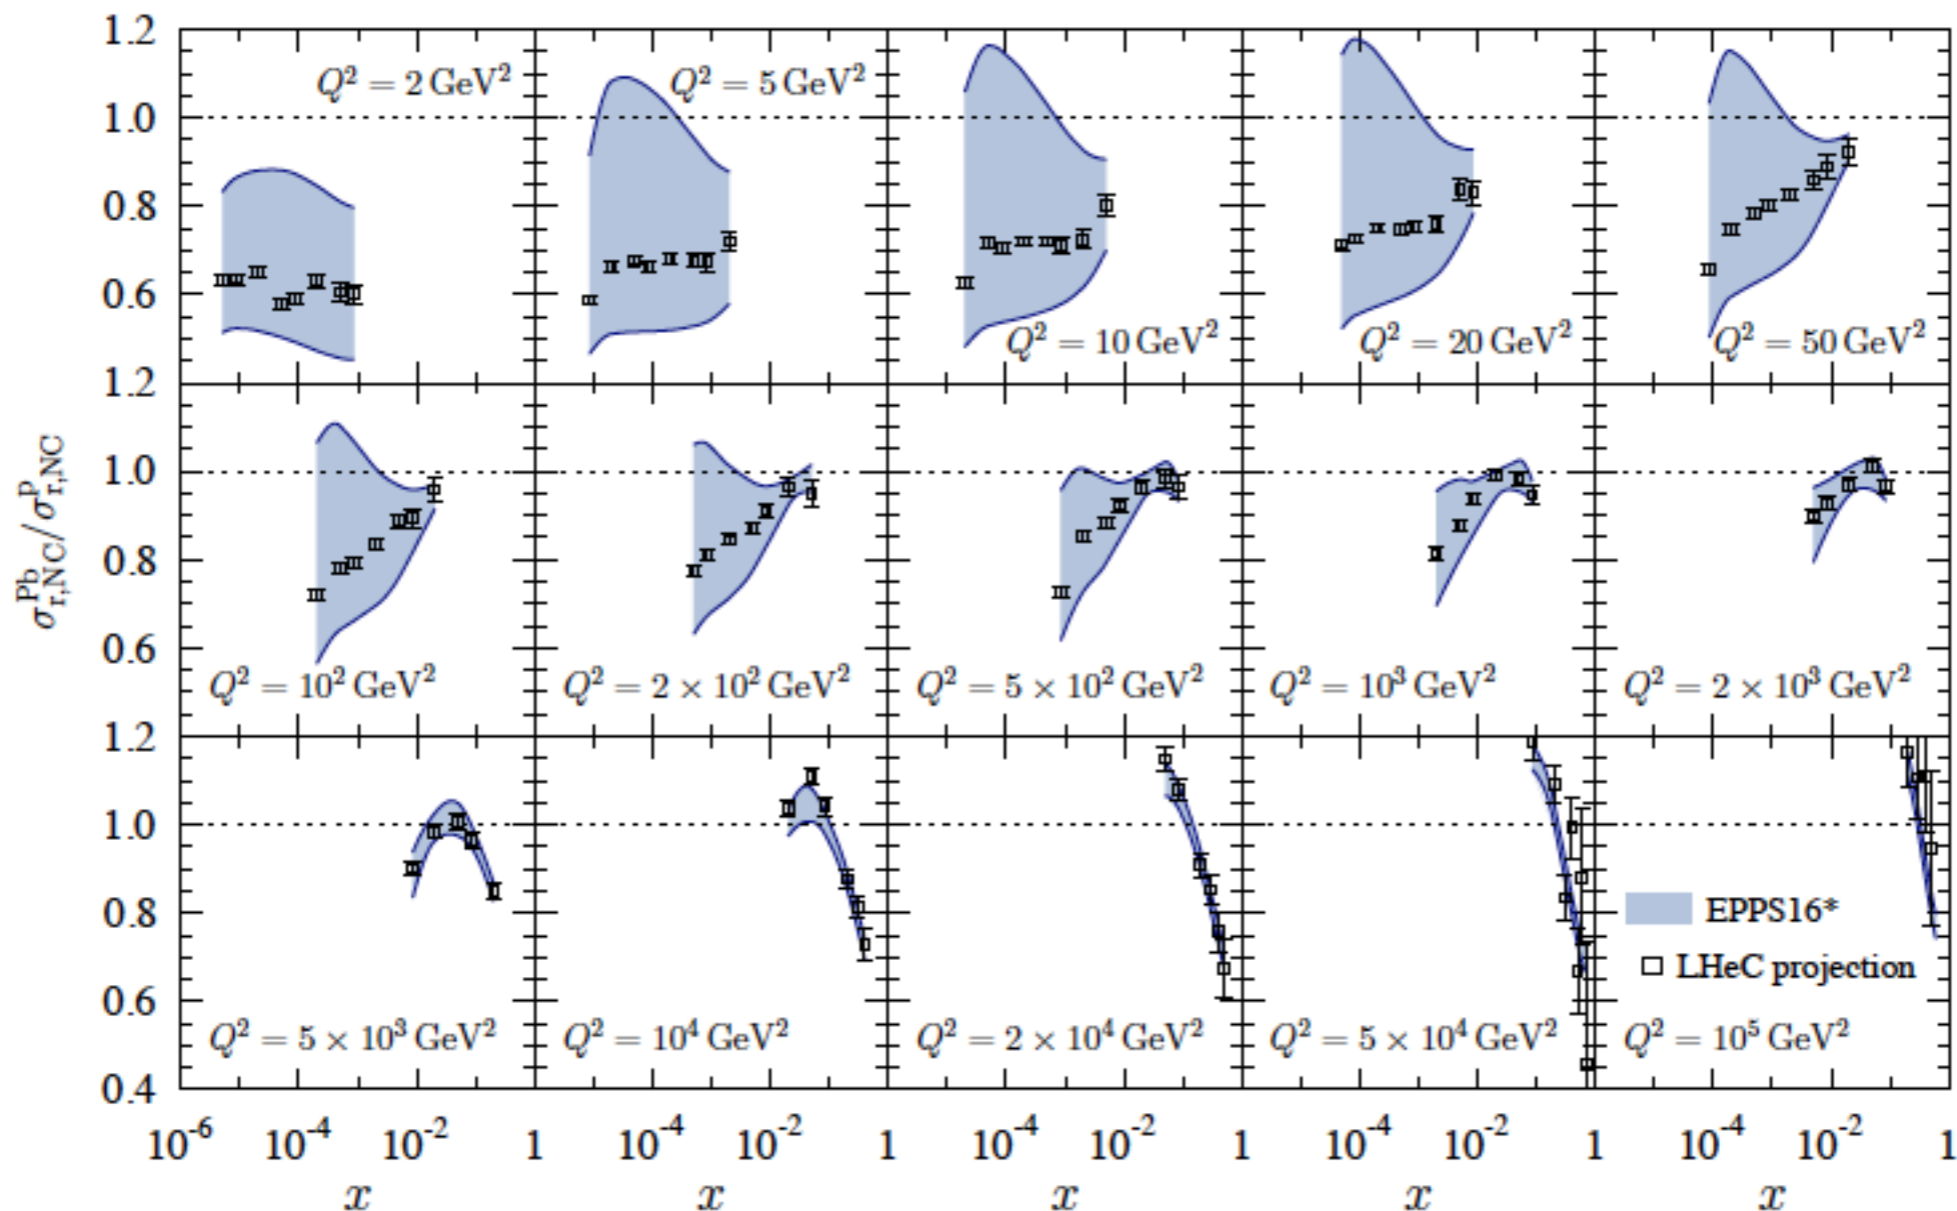 1.2
Q² = 2 GeV²
Q² = 5 GeV²
1.0
0.8
0.6
Q² = 10 GeV²
Q² = 20 GeV²
Q² = 50 GeV²
1.2
1.0
σ^Pb_r,NC / σ^p_r,NC
0.8
0.6
Q² = 10² GeV²
Q² = 2 × 10² GeV²
Q² = 5 × 10² GeV²
Q² = 10³ GeV²
Q² = 2 × 10³ GeV²
1.2
1.0
0.8
EPPS16*
LHeC projection
0.6
Q² = 5 × 10³ GeV²
Q² = 10⁴ GeV²
Q² = 2 × 10⁴ GeV²
Q² = 5 × 10⁴ GeV²
Q² = 10⁵ GeV²
0.4
10⁻⁶ 10⁻⁴ 10⁻² 1 10⁻⁴ 10⁻² 1 10⁻⁴ 10⁻² 1 10⁻⁴ 10⁻² 1 10⁻⁴ 10⁻² 1
x x x x x